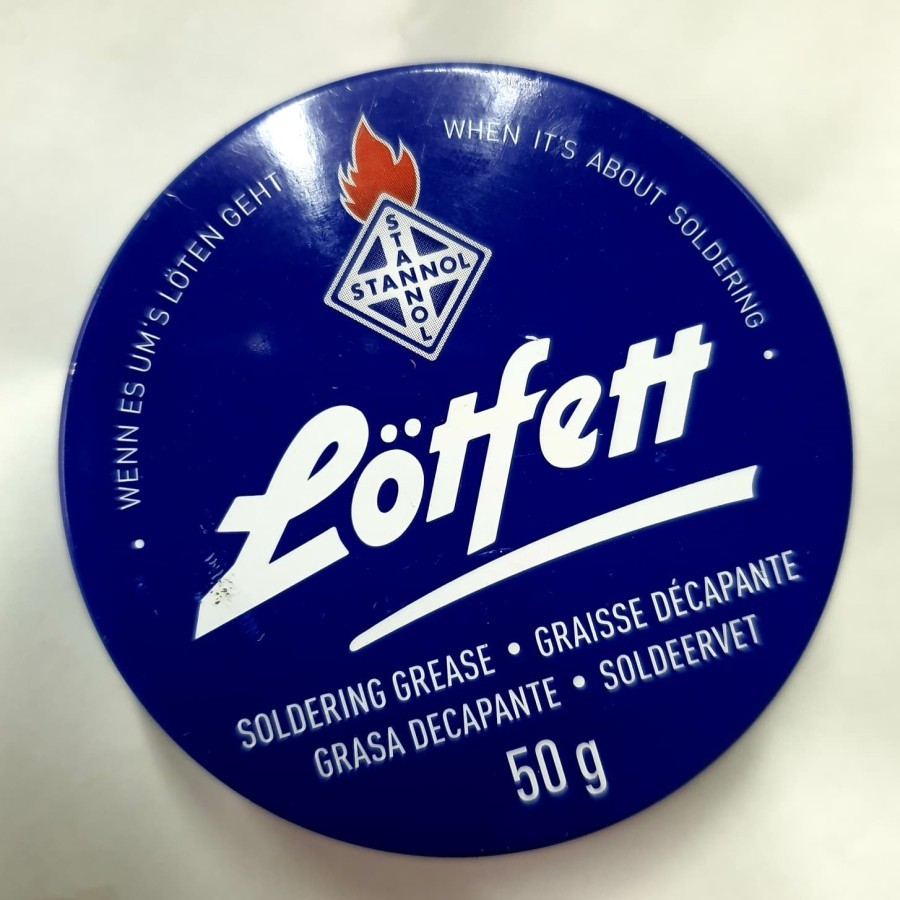 WENN ES UM'S LÖTEN GEHT
WHEN IT'S ABOUT SOLDERING
STANNOL
STANNOL
Lötfett
SOLDERING GREASE • GRAISSE DÉCAPANTE
GRASA DECAPANTE • SOLDEERVET
50 g